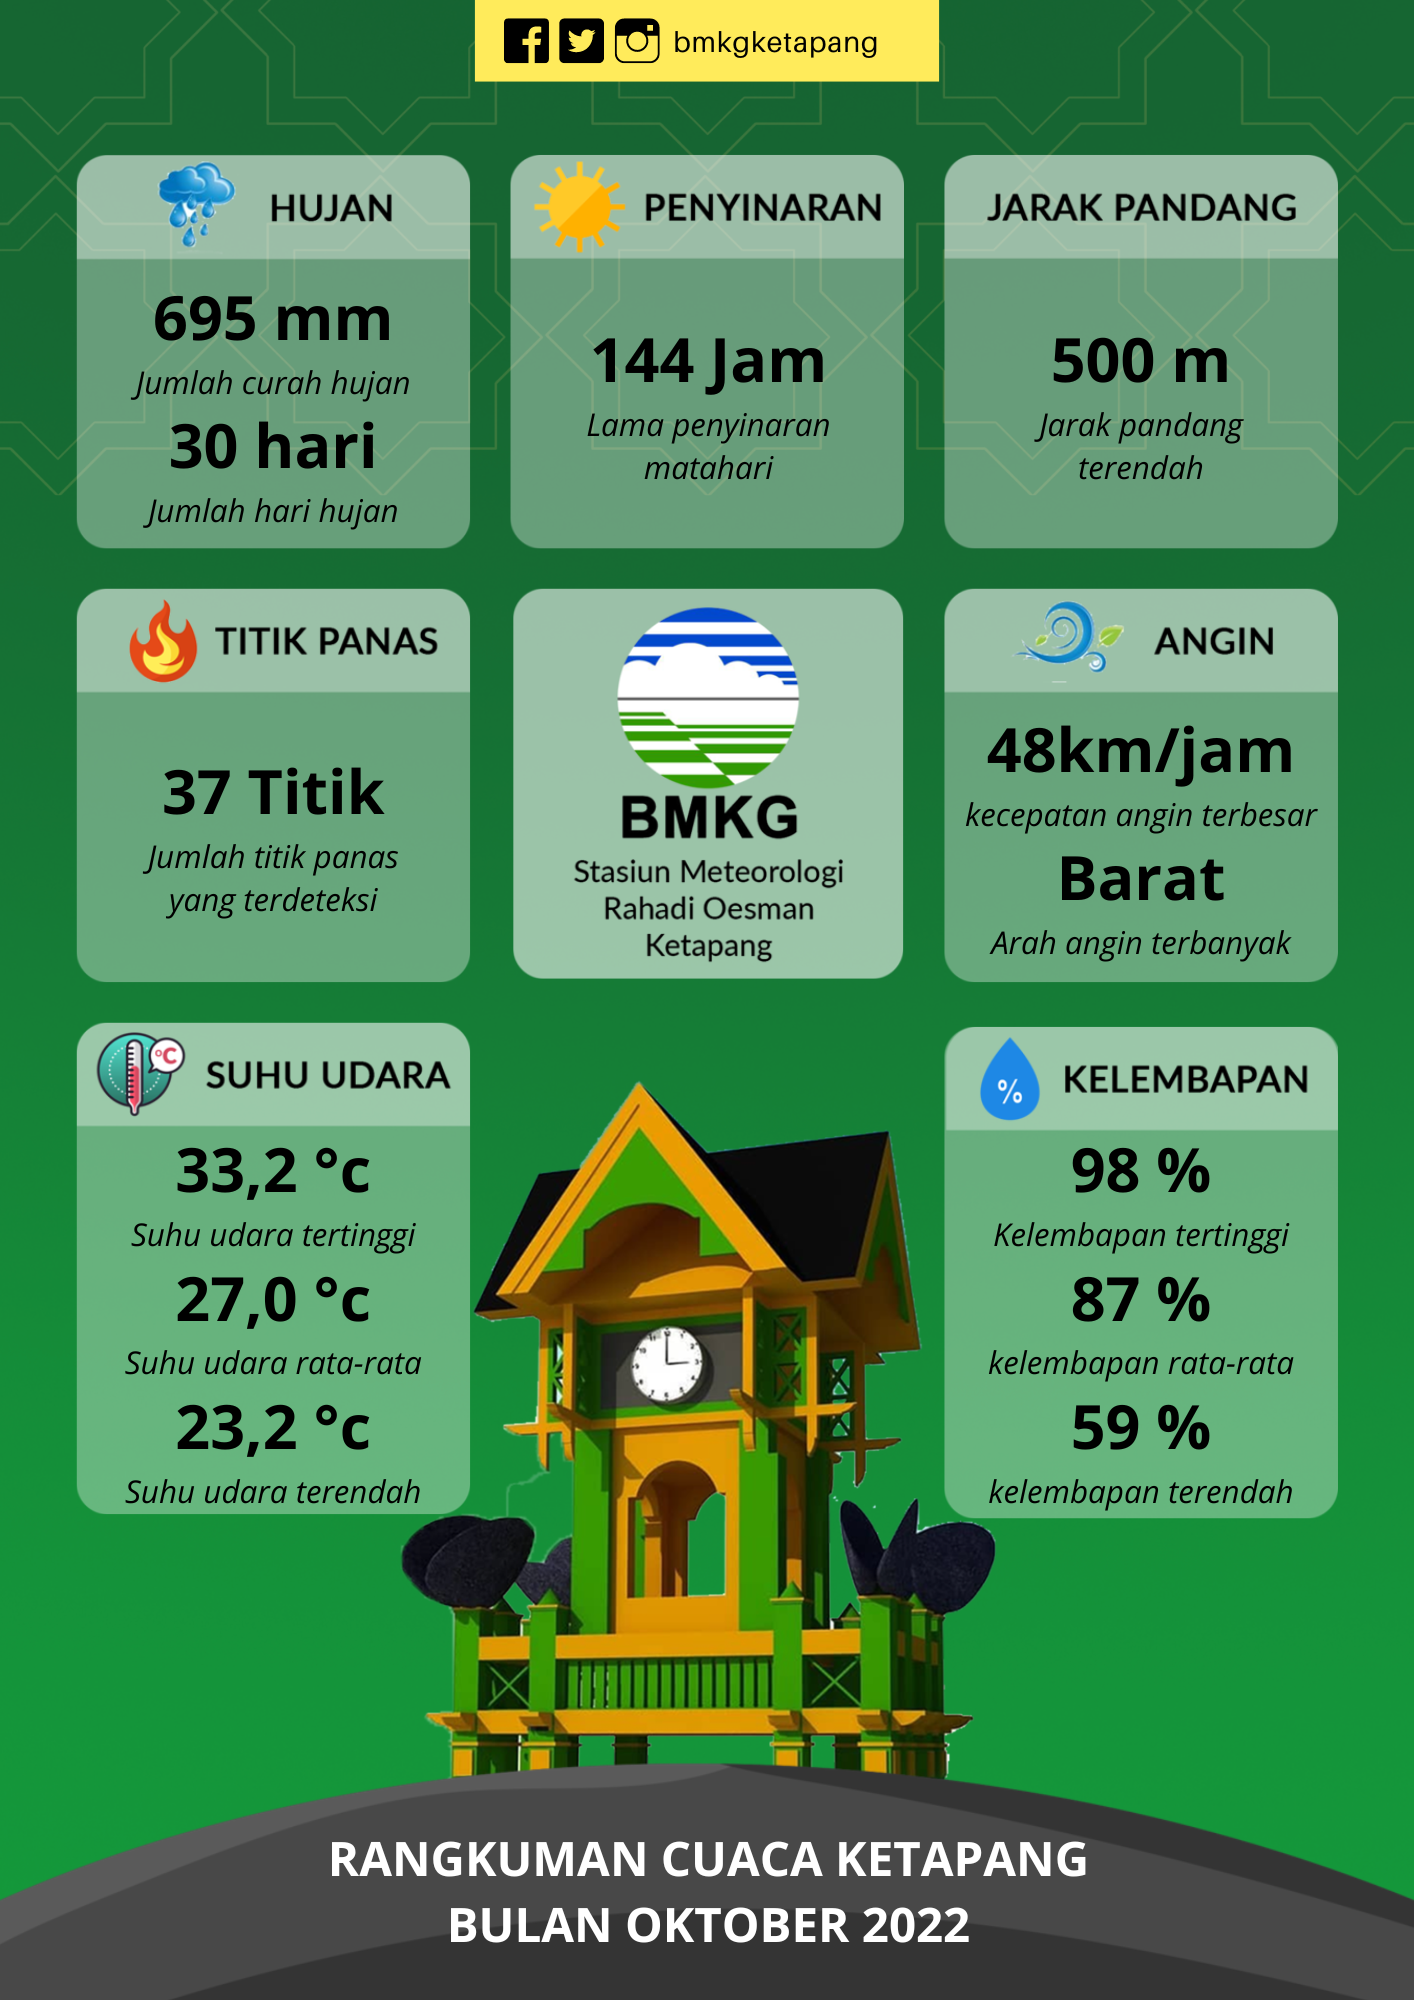 bmkgketapang
HUJAN
695 mm
Jumlah curah hujan
30 hari
Jumlah hari hujan
PENYINARAN
144 Jam
Lama penyinaran
matahari
JARAK PANDANG
500 m
Jarak pandang
terendah
TITIK PANAS
37 Titik
Jumlah titik panas
yang terdeteksi
BMKG
Stasiun Meteorologi
Rahadi Oesman
Ketapang
ANGIN
48km/jam
kecepatan angin terbesar
Barat
Arah angin terbanyak
°C
SUHU UDARA
33,2 °c
Suhu udara tertinggi
27,0 °c
Suhu udara rata-rata
23,2 °c
Suhu udara terendah
%
KELEMBAPAN
98 %
Kelembapan tertinggi
87 %
kelembapan rata-rata
59 %
kelembapan terendah
RANGKUMAN CUACA KETAPANG
BULAN OKTOBER 2022